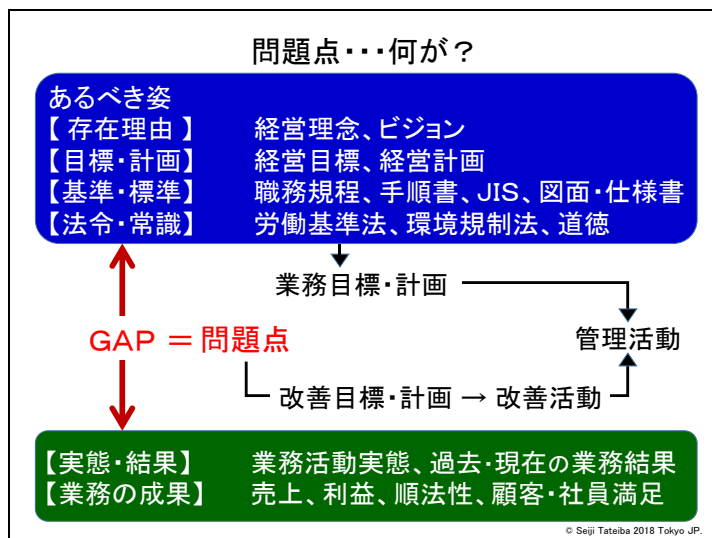 問題点・・・何が？
あるべき姿
【 存在理由 】 経営理念、ビジョン
【目標・計画】 経営目標、経営計画
【基準・標準】 職務規程、手順書、JIS、図面・仕様書
【法令・常識】 労働基準法、環境規制法、道徳
業務目標・計画
GAP ＝ 問題点
管理活動
改善目標・計画 → 改善活動
【実態・結果】 業務活動実態、過去・現在の業務結果
【業務の成果】 売上、利益、順法性、顧客・社員満足
© Seiji Tateiba 2018 Tokyo JP.